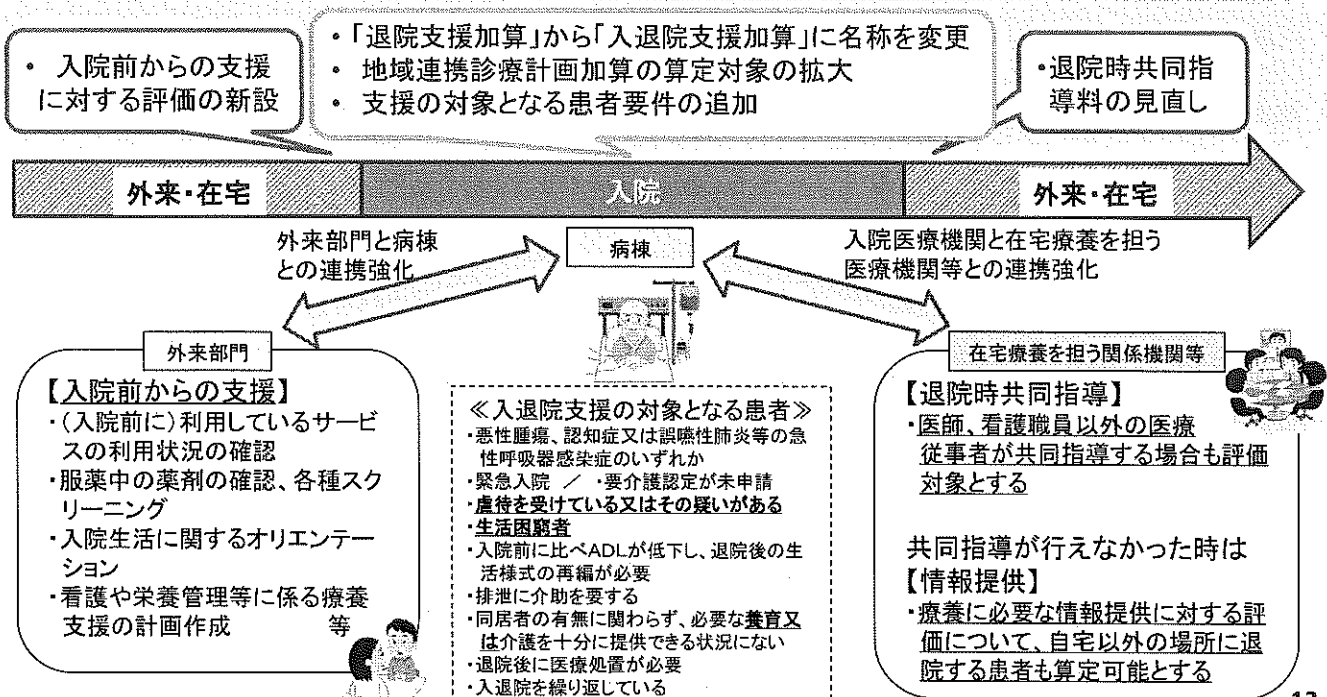 ・ 入院前からの支援
に対する評価の新設
・「退院支援加算」から「入退院支援加算」に名称を変更
・ 地域連携診療計画加算の算定対象の拡大
・ 支援の対象となる患者要件の追加
・退院時共同指
導料の見直し
外来・在宅
入院
外来・在宅
外来部門と病棟
との連携強化
病棟
入院医療機関と在宅療養を担う
医療機関等との連携強化
外来部門
【入院前からの支援】
・(入院前に)利用しているサービ
スの利用状況の確認
・服薬中の薬剤の確認、各種スク
リーニング
・入院生活に関するオリエンテー
ション
・看護や栄養管理等に係る療養
支援の計画作成 等
≪入退院支援の対象となる患者≫
・悪性腫瘍、認知症又は誤嚥性肺炎等の急
性呼吸器感染症のいずれか
・緊急入院 / ・要介護認定が未申請
・虐待を受けている又はその疑いがある
・生活困窮者
・入院前に比べADLが低下し、退院後の生
活様式の再編が必要
・排泄に介助を要する
・同居者の有無に関わらず、必要な養育又
は介護を十分に提供できる状況にない
・退院後に医療処置が必要
・入退院を繰り返している
在宅療養を担う関係機関等
【退院時共同指導】
・医師、看護職員以外の医療
従事者が共同指導する場合も評価
対象とする
共同指導が行えなかった時は
【情報提供】
・療養に必要な情報提供に対する評
価について、自宅以外の場所に退
院する患者も算定可能とする